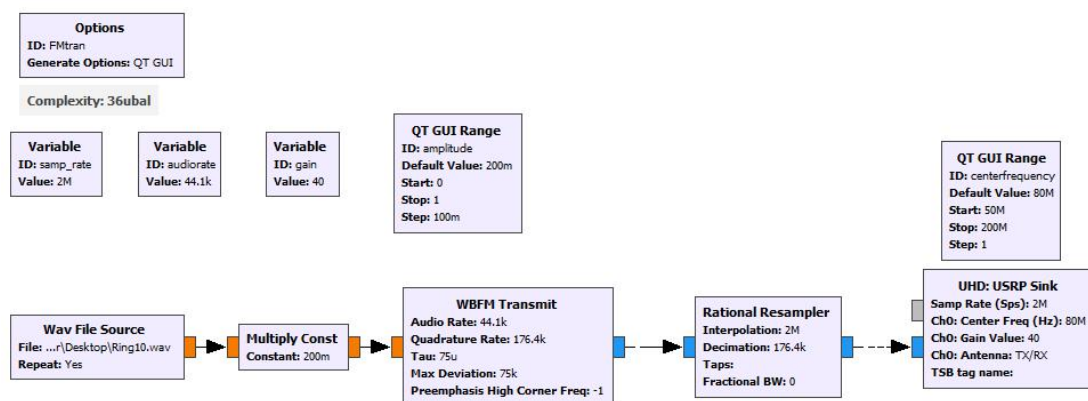 Options
ID: FMtran
Generate Options: QT GUI
Complexity: 36ubal
Variable
ID: samp_rate
Value: 2M
Variable
ID: audiorate
Value: 44.1k
Variable
ID: gain
Value: 40
QT GUI Range
ID: amplitude
Default Value: 200m
Start: 0
Stop: 1
Step: 100m
QT GUI Range
ID: centerfrequency
Default Value: 80M
Start: 50M
Stop: 200M
Step: 1
Wav File Source
File: ...r\Desktop\Ring10.wav
Repeat: Yes
Multiply Const
Constant: 200m
WBFM Transmit
Audio Rate: 44.1k
Quadrature Rate: 176.4k
Tau: 75u
Max Deviation: 75k
Preemphasis High Corner Freq: -1
Rational Resampler
Interpolation: 2M
Decimation: 176.4k
Taps:
Fractional BW: 0
UHD: USRP Sink
Samp Rate (Sps): 2M
Ch0: Center Freq (Hz): 80M
Ch0: Gain Value: 40
Ch0: Antenna: TX/RX
TSB tag name: